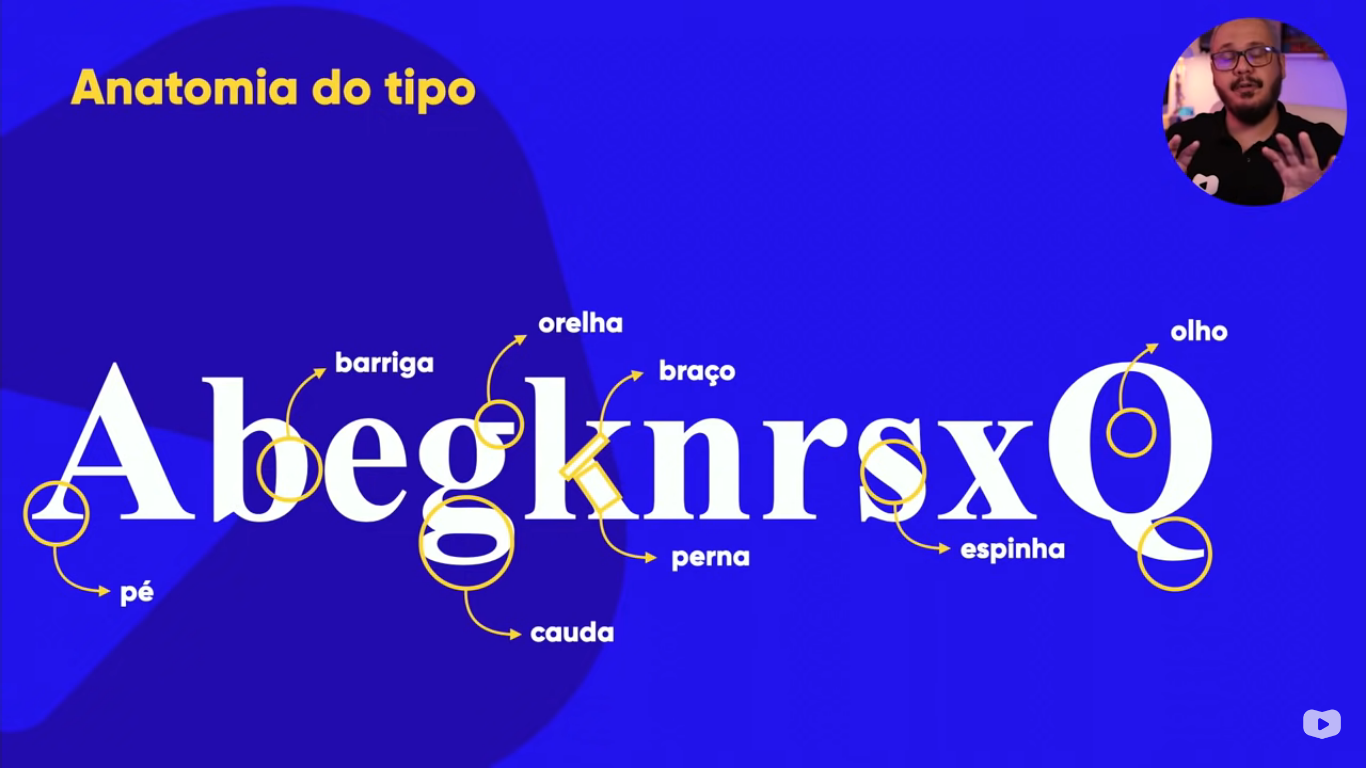 Anatomia do tipo
orelha
olho
barriga
braço
AbegknrsxQ
espinha
perna
pé
cauda